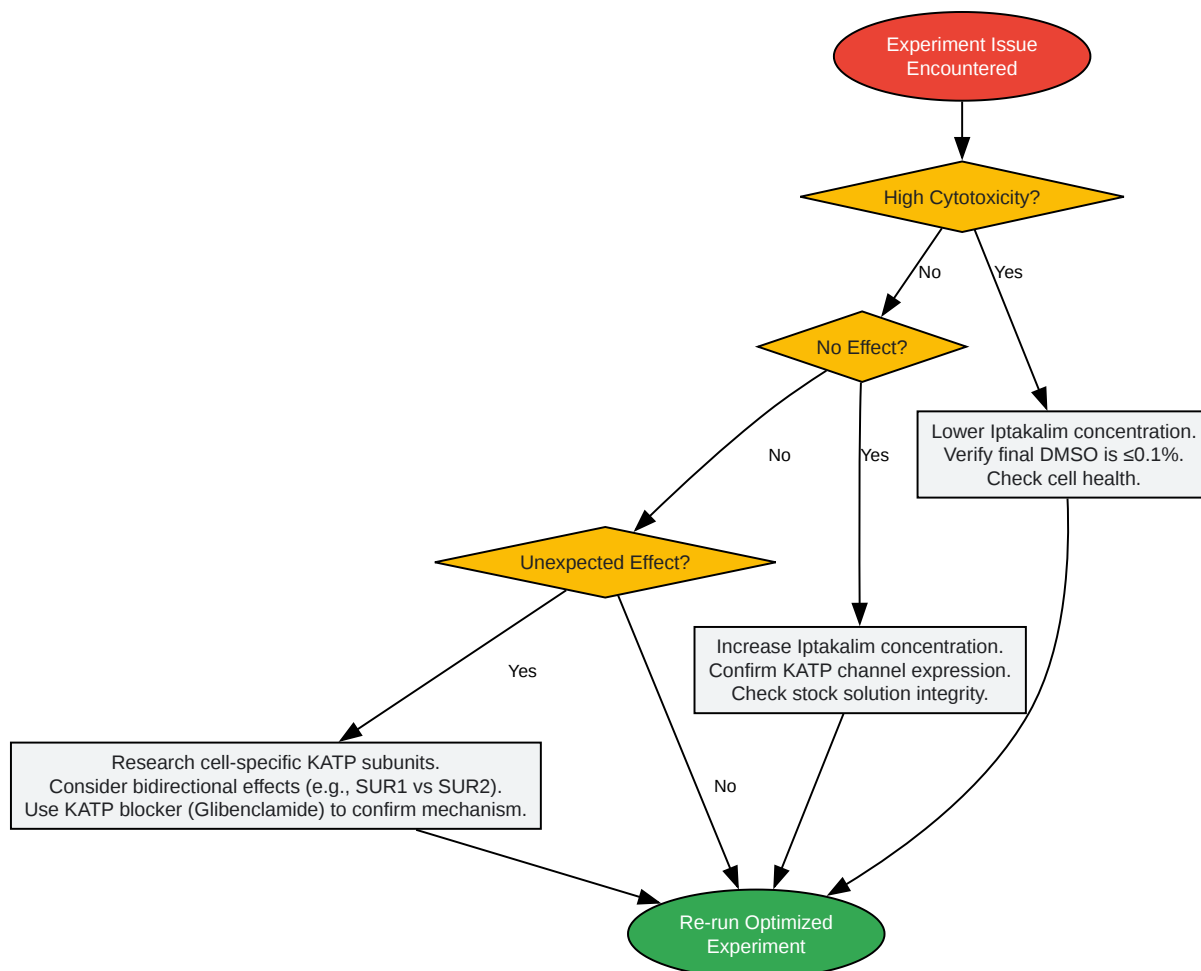 Experiment Issue
Encountered
High Cytotoxicity?
No
Yes
No Effect?
Lower Iptakalim concentration.
Verify final DMSO is ≤0.1%.
Check cell health.
No
Yes
Unexpected Effect?
Increase Iptakalim concentration.
Confirm KATP channel expression.
Check stock solution integrity.
Yes
No
Research cell-specific KATP subunits.
Consider bidirectional effects (e.g., SUR1 vs SUR2).
Use KATP blocker (Glibenclamide) to confirm mechanism.
Re-run Optimized
Experiment